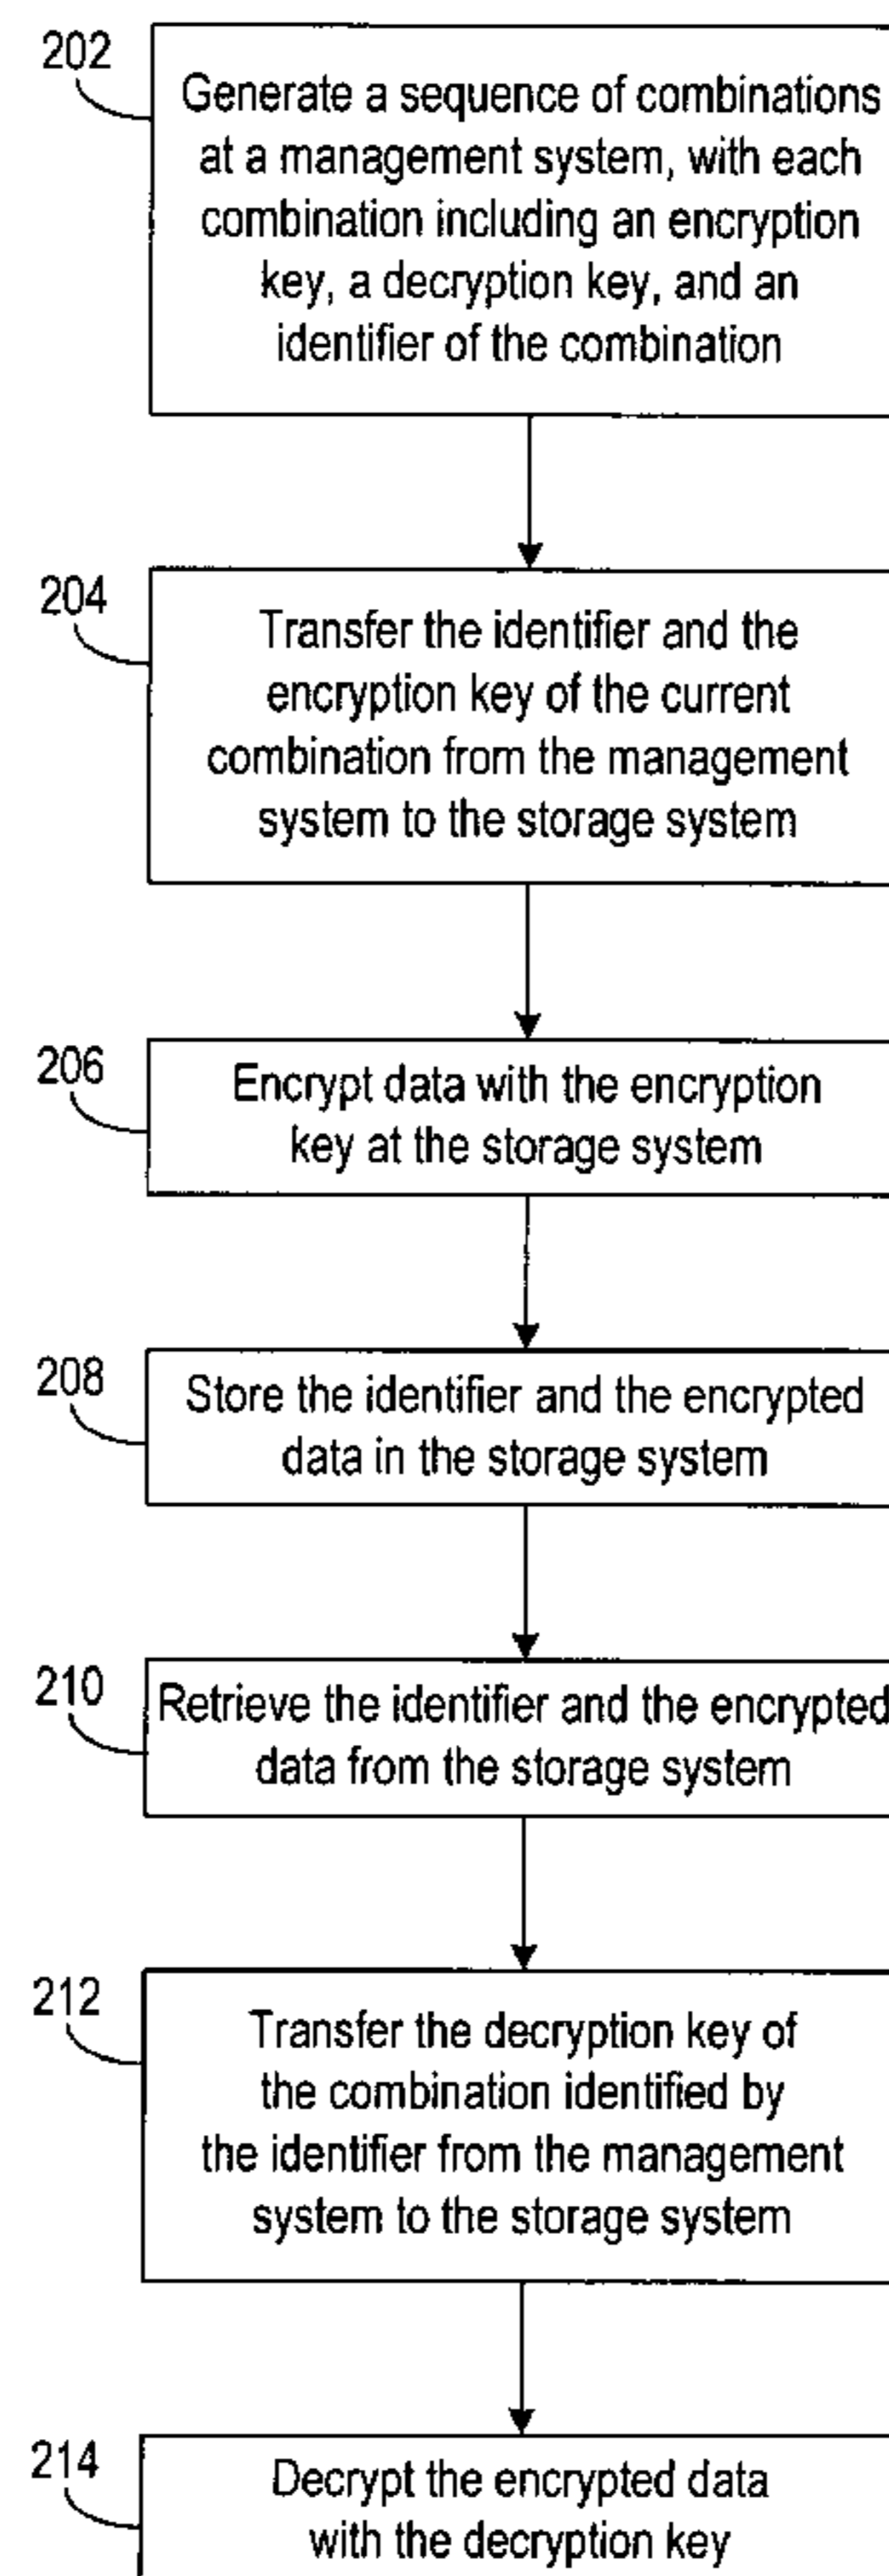 202
Generate a sequence of combinations
at a management system, with each
combination including an encryption
key, a decryption key, and an
identifier of the combination
204
Transfer the identifier and the
encryption key of the current
combination from the management
system to the storage system
206
Encrypt data with the encryption
key at the storage system
208
Store the identifier and the encrypted
data in the storage system
210
Retrieve the identifier and the encrypted
data from the storage system
212
Transfer the decryption key of
the combination identified by
the identifier from the management
system to the storage system
214
Decrypt the encrypted data
with the decryption key